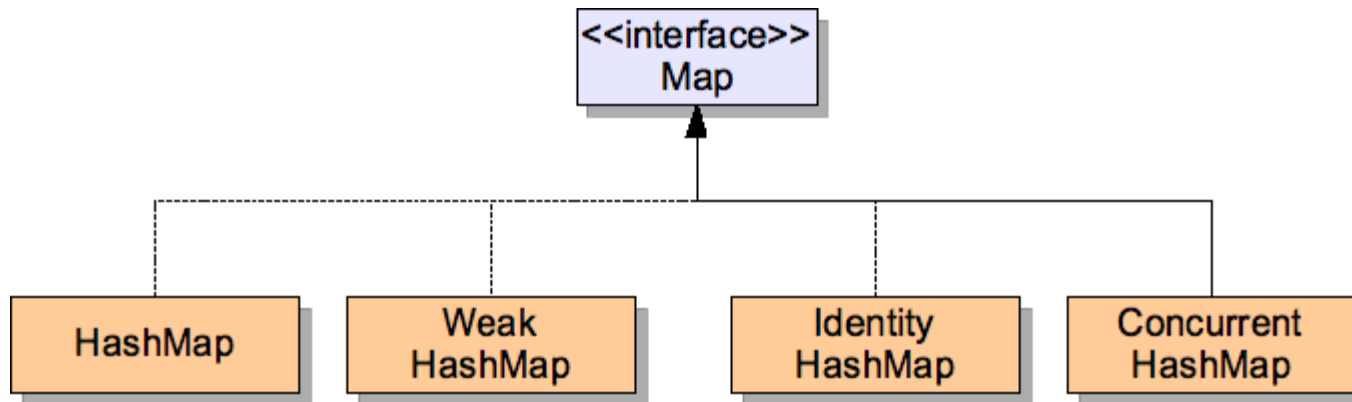 <<interface>>
Map
HashMap
Weak
HashMap
Identity
HashMap
Concurrent
HashMap